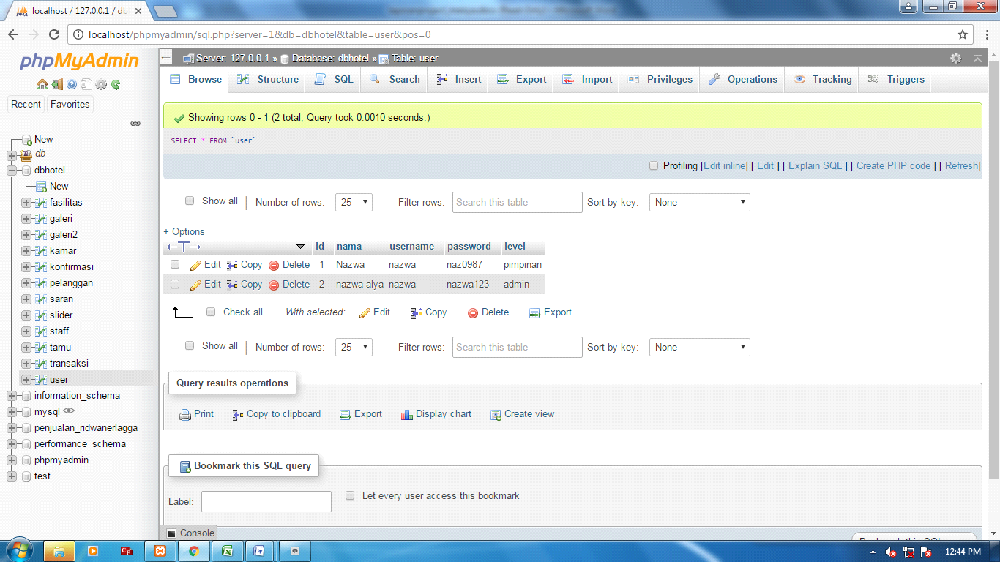 localhost / 127.0.0.1 / db
localhost/phpmyadmin/sql.php?server=1&db=dbhotel&table=user&pos=0
phpMyAdmin
Recent Favorites
New
db
dbhotel
New
fasilitas
galeri
galeri2
kamar
konfirmasi
pelanggan
saran
slider
staff
tamu
transaksi
user
information_schema
mysql
penjualan_ridwanerlagga
performance_schema
phpmyadmin
test
Server: 127.0.0.1 » Database: dbhotel » Table: user
Browse Structure SQL Search Insert Export Import Privileges Operations Tracking Triggers
Showing rows 0 - 1 (2 total, Query took 0.0010 seconds.)
SELECT * FROM `user`
Profiling [Edit inline] [ Edit ] [ Explain SQL ] [ Create PHP code ] [ Refresh]
Show all | Number of rows: 25 Filter rows: Search this table Sort by key: None
+ Options
←T→ id nama username password level
Edit Copy Delete 1 Nazwa nazwa naz0987 pimpinan
Edit Copy Delete 2 nazwa alya nazwa nazwa123 admin
Check all With selected: Edit Copy Delete Export
Show all | Number of rows: 25 Filter rows: Search this table Sort by key: None
Query results operations
Print Copy to clipboard Export Display chart Create view
Bookmark this SQL query
Label: Let every user access this bookmark
Console
12:44 PM